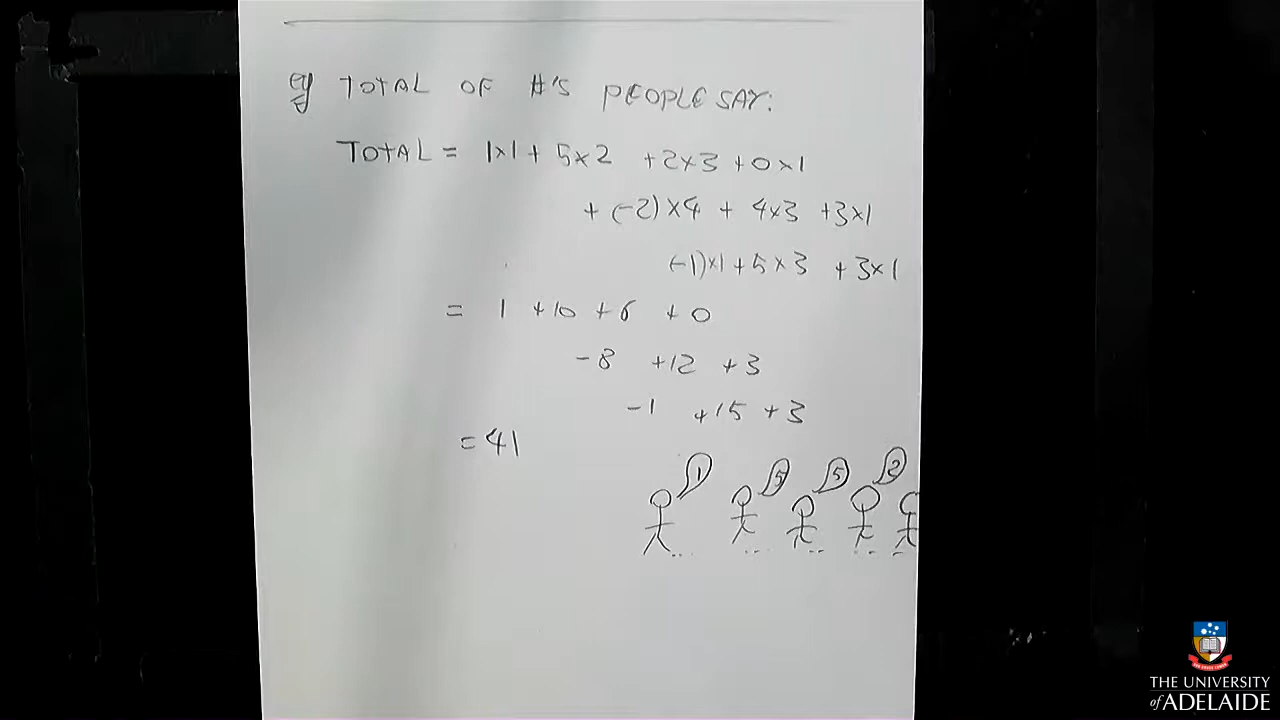 eg TOTAL OF #'S PEOPLE SAY:
TOTAL = 1×1 + 5×2 +2×3 +0×1
+ (-2)×4 + 4×3 +3×1
(-1)×1 + 5×3 +3×1
= 1 +10 +6 +0
-8 +12 +3
-1 +15 +3
= 41
1 5 5 2
THE UNIVERSITY
of ADELAIDE